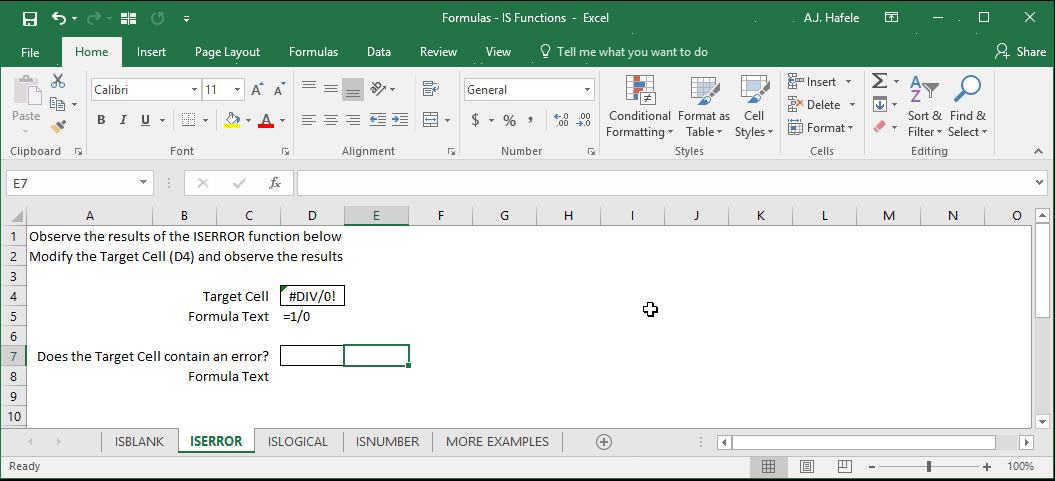 Formulas - IS Functions - Excel
A.J. Hafele
File Home Insert Page Layout Formulas Data Review View Tell me what you want to do Share
Paste
Calibri 11
B I U A A A
General
$ % , .00 .0
Conditional Formatting
Format as Table
Cell Styles
Insert
Delete
Format
Σ
A Z
Sort & Filter
Find & Select
Clipboard Font Alignment Number Styles Cells Editing
E7 fx
A B C D E F G H I J K L M N O
1 Observe the results of the ISERROR function below
2 Modify the Target Cell (D4) and observe the results
3
4 Target Cell #DIV/0!
5 Formula Text =1/0
6
7 Does the Target Cell contain an error?
8 Formula Text
9
10
ISBLANK ISERROR ISLOGICAL ISNUMBER MORE EXAMPLES
Ready 100%